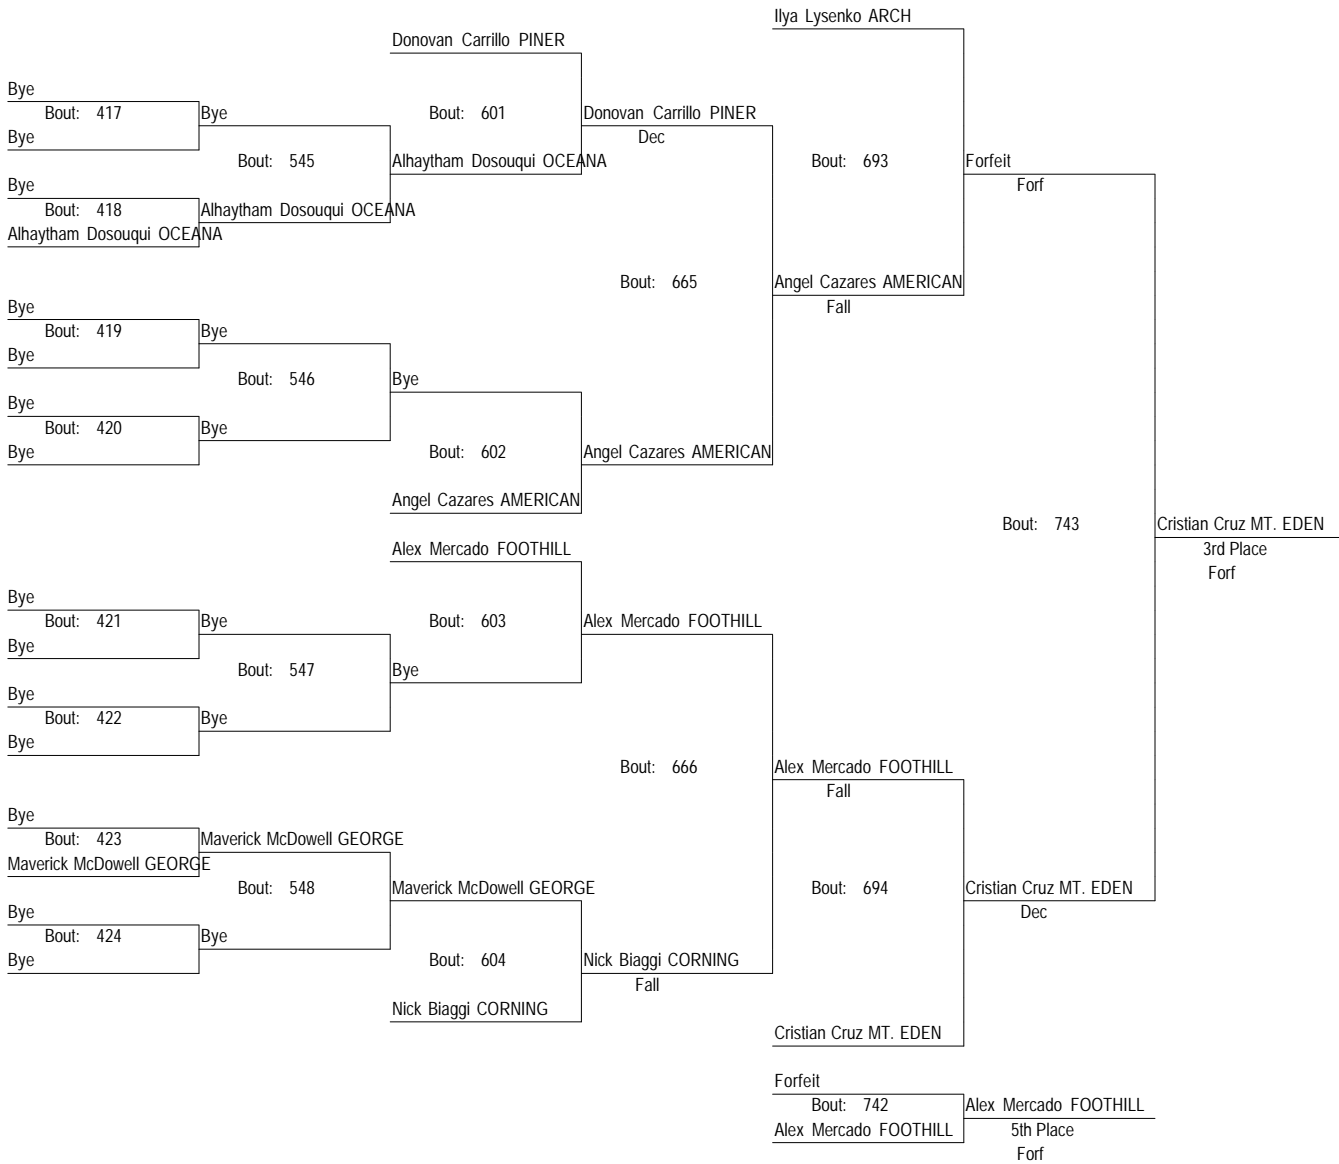 Ilya Lysenko ARCH
Donovan Carrillo PINER
Bye
Bout: 417
Bye
Bout: 601
Donovan Carrillo PINER
Bye
Dec
Bout: 545
Alhaytham Dosouqui OCEANA
Bout: 693
Forfeit
Bye
Forf
Bout: 418
Alhaytham Dosouqui OCEANA
Alhaytham Dosouqui OCEANA
Bout: 665
Angel Cazares AMERICAN
Bye
Fall
Bout: 419
Bye
Bye
Bout: 546
Bye
Bye
Bout: 420
Bye
Bye
Bout: 602
Angel Cazares AMERICAN
Angel Cazares AMERICAN
Bout: 743
Cristian Cruz MT. EDEN
Alex Mercado FOOTHILL
3rd Place
Forf
Bye
Bout: 421
Bye
Bout: 603
Alex Mercado FOOTHILL
Bye
Bout: 547
Bye
Bye
Bout: 422
Bye
Bye
Bout: 666
Alex Mercado FOOTHILL
Fall
Bye
Bout: 423
Maverick McDowell GEORGE
Maverick McDowell GEORGE
Bout: 548
Maverick McDowell GEORGE
Bout: 694
Cristian Cruz MT. EDEN
Bye
Dec
Bout: 424
Bye
Bye
Bout: 604
Nick Biaggi CORNING
Fall
Nick Biaggi CORNING
Cristian Cruz MT. EDEN
Forfeit
Bout: 742
Alex Mercado FOOTHILL
Alex Mercado FOOTHILL
5th Place
Forf